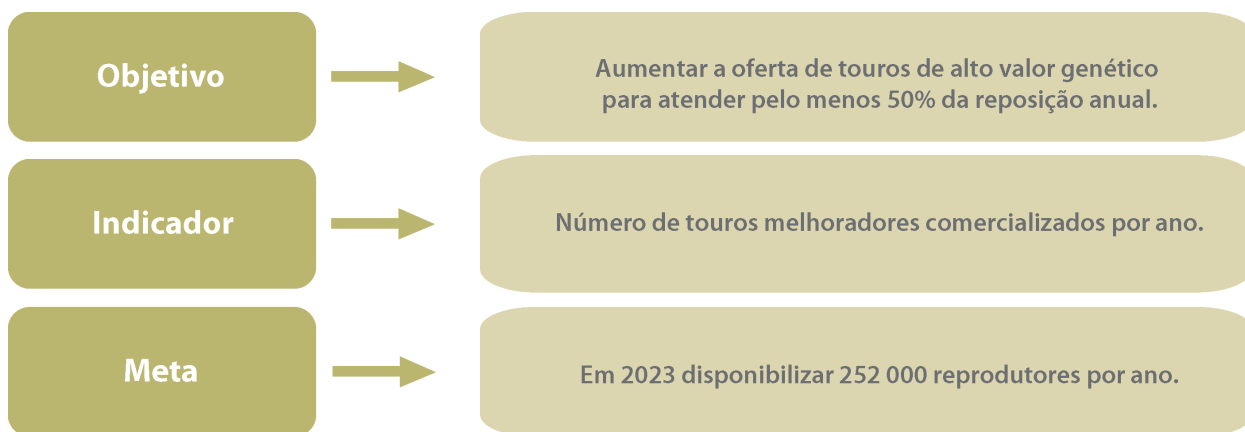 Objetivo
Aumentar a oferta de touros de alto valor genético
para atender pelo menos 50% da reposição anual.
Indicador
Número de touros melhoradores comercializados por ano.
Meta
Em 2023 disponibilizar 252 000 reprodutores por ano.